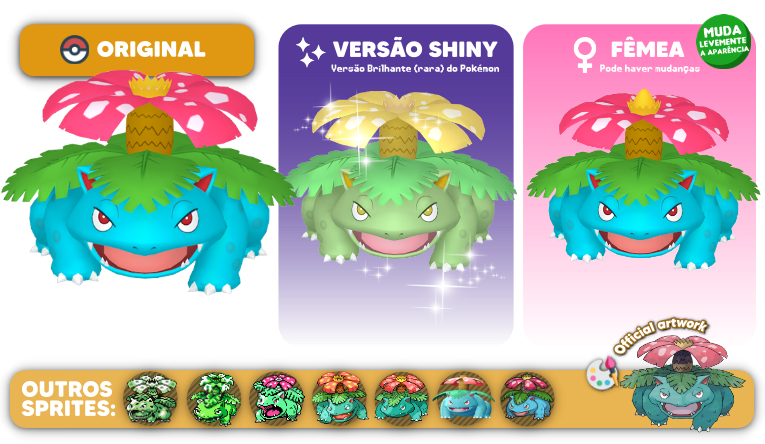 ORIGINAL
VERSÃO SHINY
Versão Brilhante (rara) do Pokémon
FÊMEA
Pode haver mudanças
MUDA
LEVEMENTE
A APARÊNCIA
Official artwork
OUTROS
SPRITES: